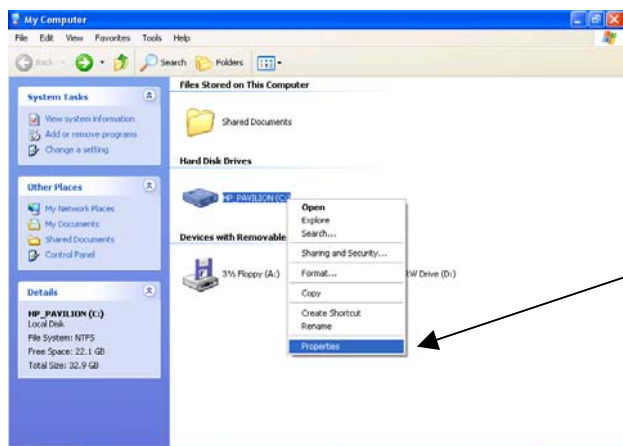 My Computer
File Edit View Favorites Tools Help
Back Search Folders
System Tasks
View system information
Add or remove programs
Change a setting
Other Places
My Network Places
My Documents
Shared Documents
Control Panel
Details
HP_PAVILION (C:)
Local Disk
File System: NTFS
Free Space: 22.1 GB
Total Size: 32.9 GB
Files Stored on This Computer
Shared Documents
Hard Disk Drives
HP_PAVILION (C:)
Devices with Removable
3½ Floppy (A:)
RW Drive (D:)
Open
Explore
Search...
Sharing and Security...
Format...
Copy
Create Shortcut
Rename
Properties